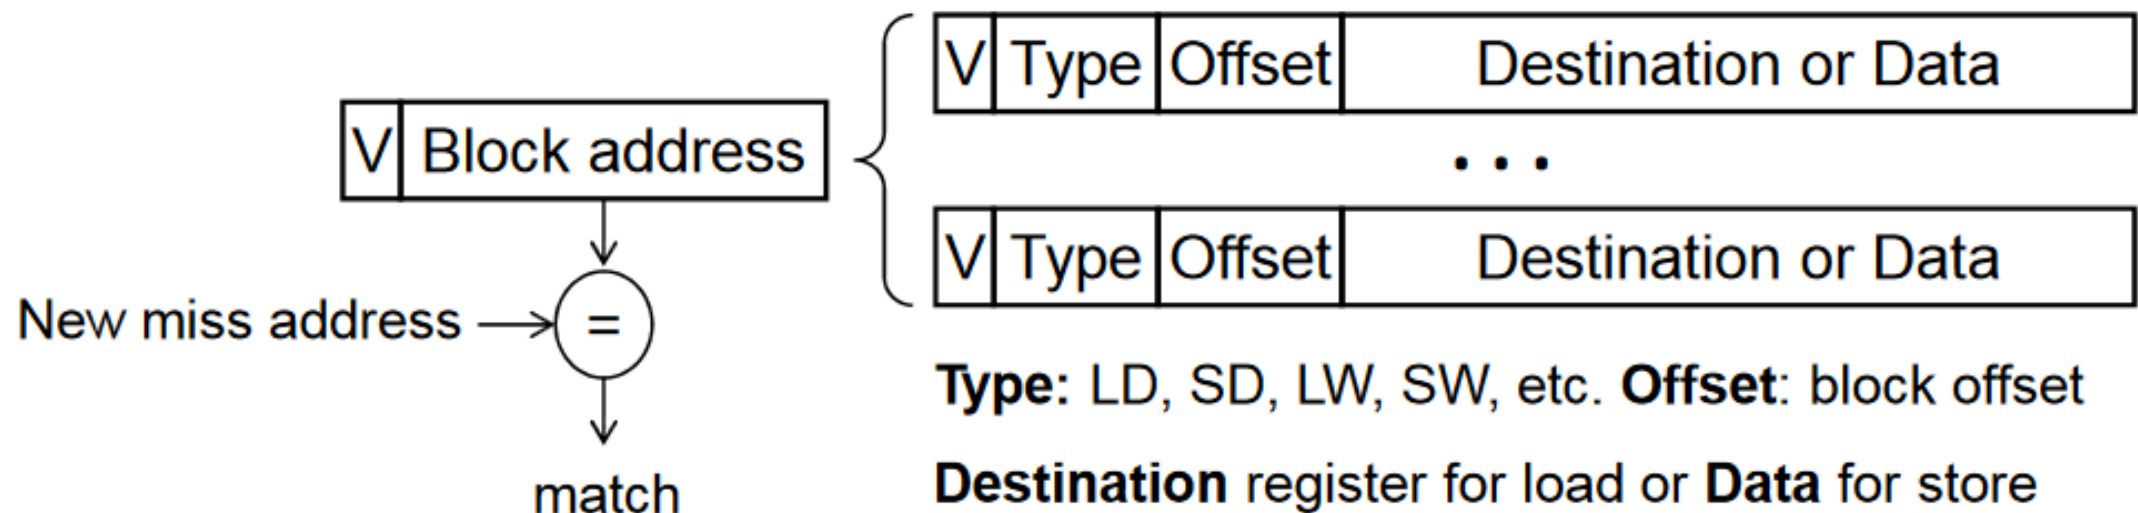 V Type Offset Destination or Data
V Block address
. . .
V Type Offset Destination or Data
New miss address
=
Type: LD, SD, LW, SW, etc. Offset: block offset
match
Destination register for load or Data for store